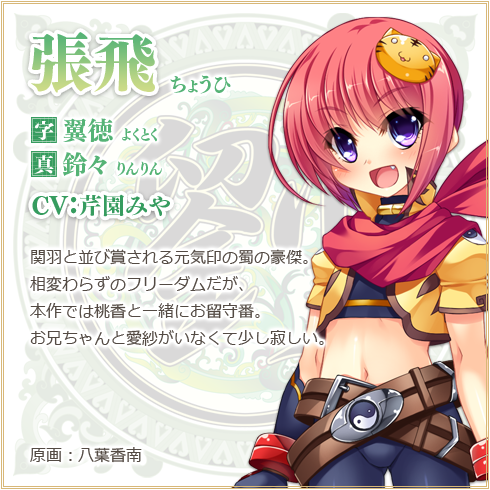 張飛 ちょうひ
字 翼徳 よくとく
真 鈴々 りんりん
CV:芹園みや
関羽と並び賞される元気印の蜀の豪傑。
相変わらずのフリーダムだが、
本作では桃香と一緒にお留守番。
お兄ちゃんと愛紗がいなくて少し寂しい。
原画:八葉香南